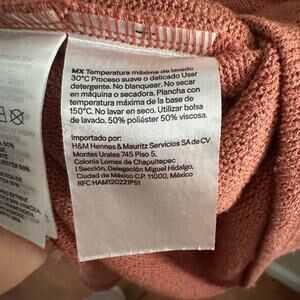 MX Temperatura máxima de lavado
30°C Proceso suave o delicado Usar
detergente. No blanquear. No secar
en máquina o secadora. Plancha con
temperatura máxima de la base de
150°C. No lavar en seco. Utilizar bolsa
de lavado. 50% poliéster 50% viscosa.
Importado por:
H&M Hennes & Mauritz Servicios SA de CV
Montes Urales 745 Piso 5,
Colonia Lomas de Chapultepec
I Sección, Delegación Miguel Hidalgo,
Ciudad de México C.P. 11000, México
RFC HAM120221PS1